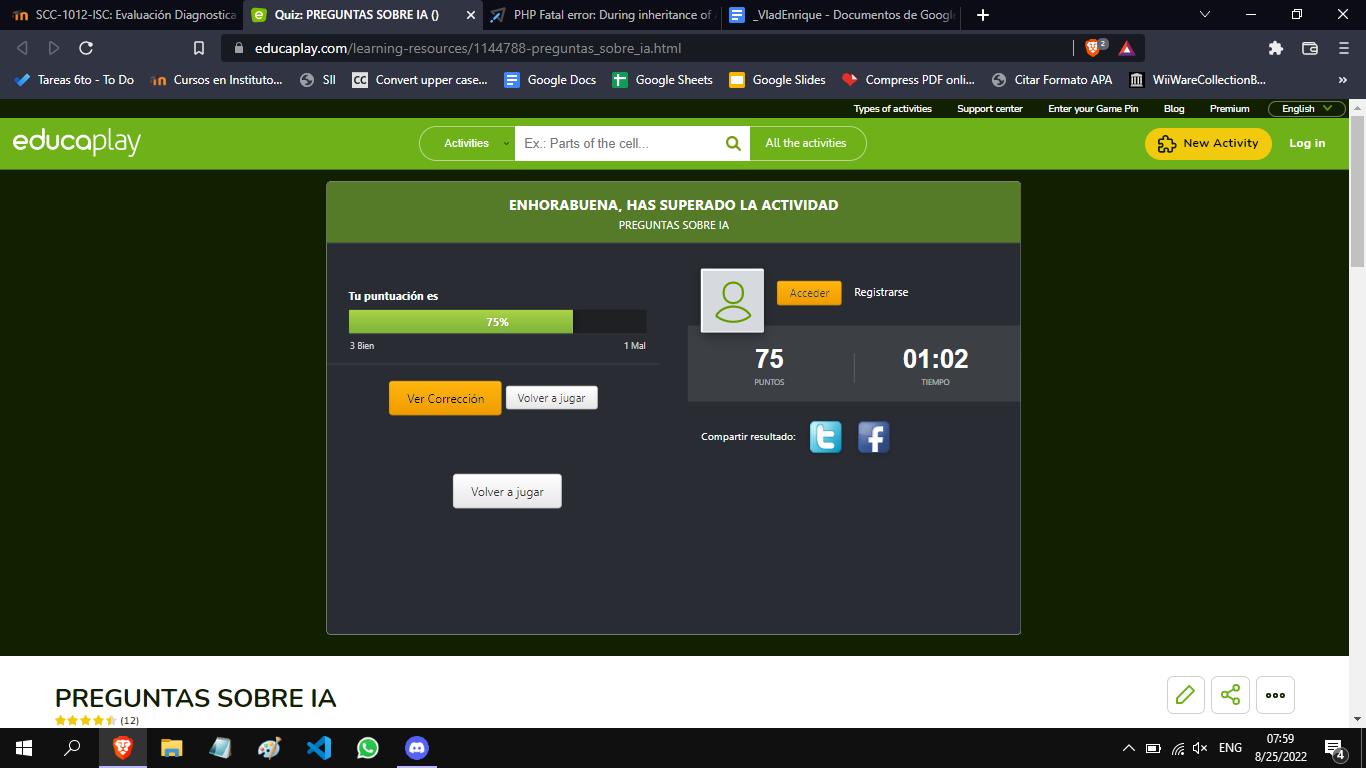 SCC-1012-ISC: Evaluación Diagnostica
Quiz: PREGUNTAS SOBRE IA ()
PHP Fatal error: During inheritance of
_VladEnrique - Documentos de Google
educaplay.com/learning-resources/1144788-preguntas_sobre_ia.html
2
Tareas 6to - To Do
Cursos en Instituto...
SII
CC
Convert upper case...
Google Docs
Google Sheets
Google Slides
Compress PDF onli...
Citar Formato APA
WiiWareCollectionB...
»
Types of activities
Support center
Enter your Game Pin
Blog
Premium
English
educaplay
Activities
Ex.: Parts of the cell...
All the activities
New Activity
Log in
ENHORABUENA, HAS SUPERADO LA ACTIVIDAD
PREGUNTAS SOBRE IA
Tu puntuación es
75%
3 Bien
1 Mal
Ver Corrección
Volver a jugar
Volver a jugar
Acceder
Registrarse
75
PUNTOS
01:02
TIEMPO
Compartir resultado:
PREGUNTAS SOBRE IA
(12)
ENG
07:59
8/25/2022
4